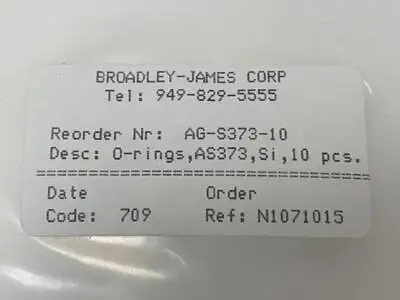 BROADLEY-JAMES CORP
Tel: 949-829-5555
Reorder Nr: AG-S373-10
Desc: O-rings,AS373,Si,10 pcs.
==========================================
Date Order
Code: 709 Ref: N1071015